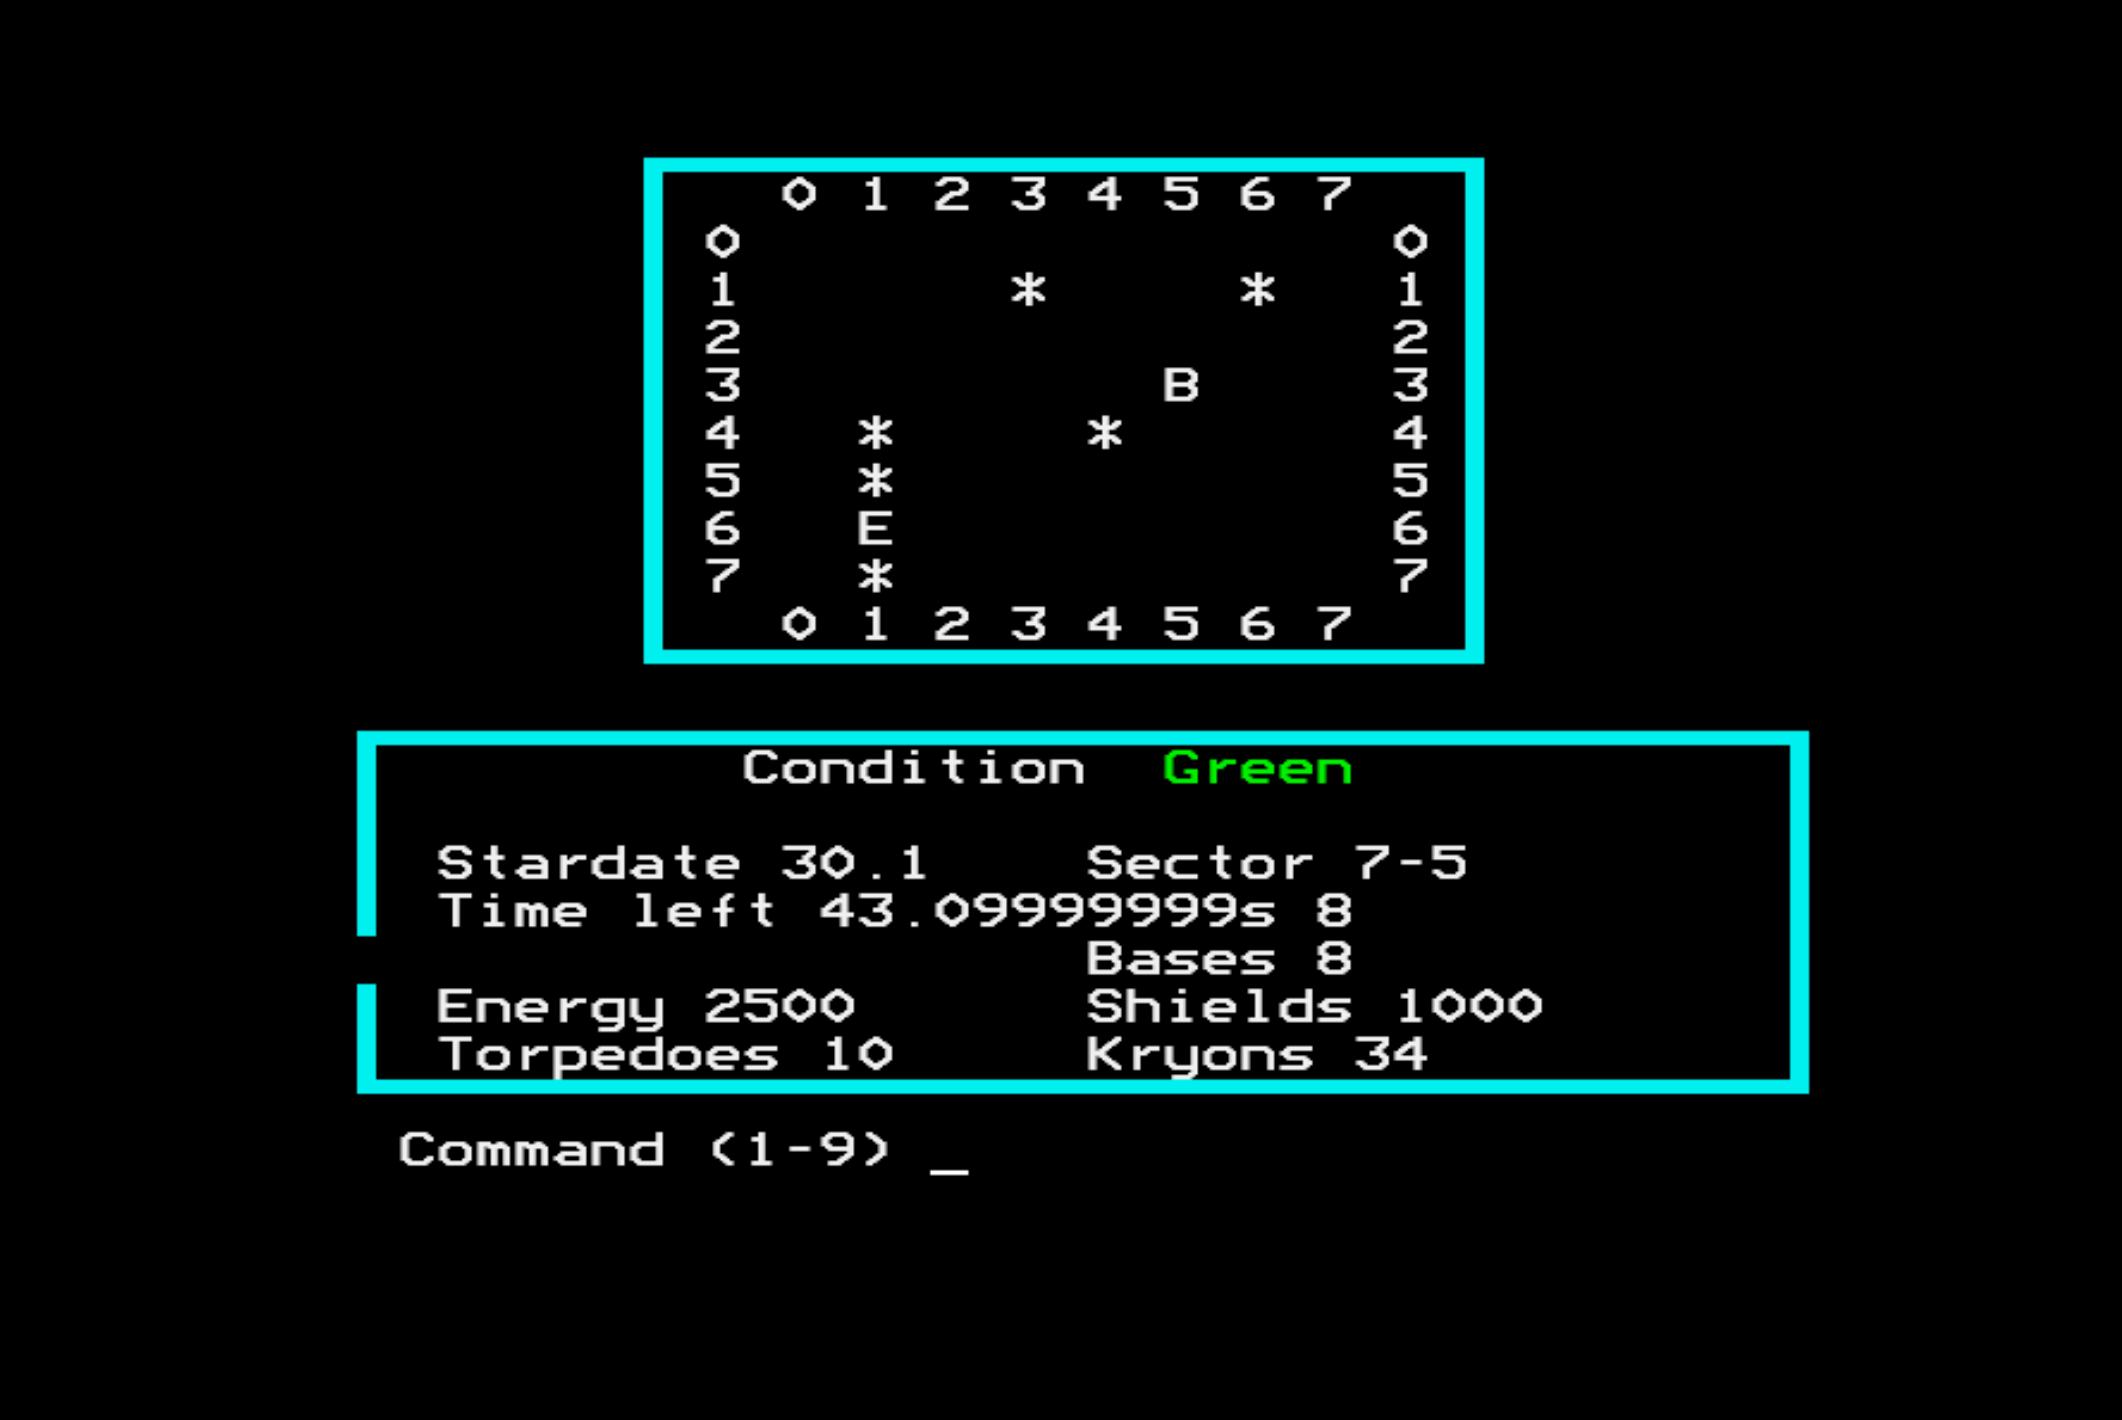 0 1 2 3 4 5 6 7
0 0
1 * * 1
2 2
3 B 3
4 * * 4
5 * 5
6 E 6
7 * 7
0 1 2 3 4 5 6 7
Condition Green
Stardate 30.1 Sector 7-5
Time left 43.09999999s 8
Bases 8
Energy 2500 Shields 1000
Torpedoes 10 Kryons 34
Command (1-9) _